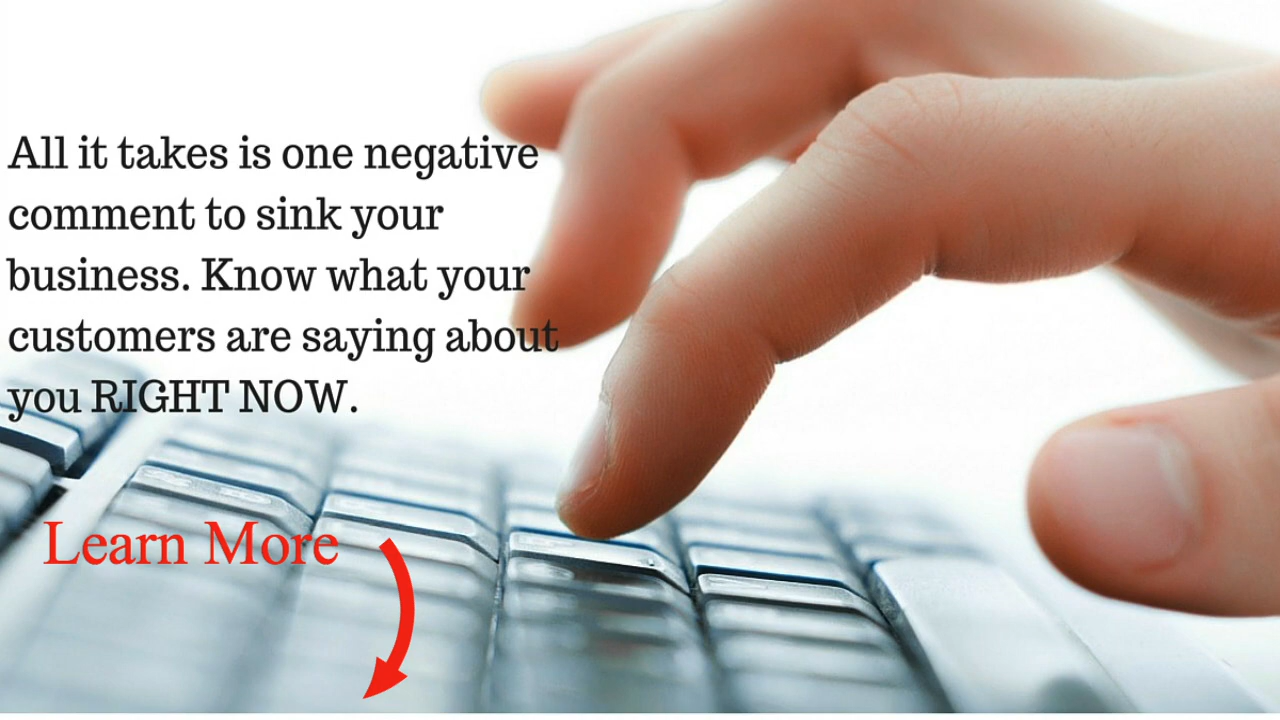 All it takes is one negative
comment to sink your
business. Know what your
customers are saying about
you RIGHT NOW.
Learn More